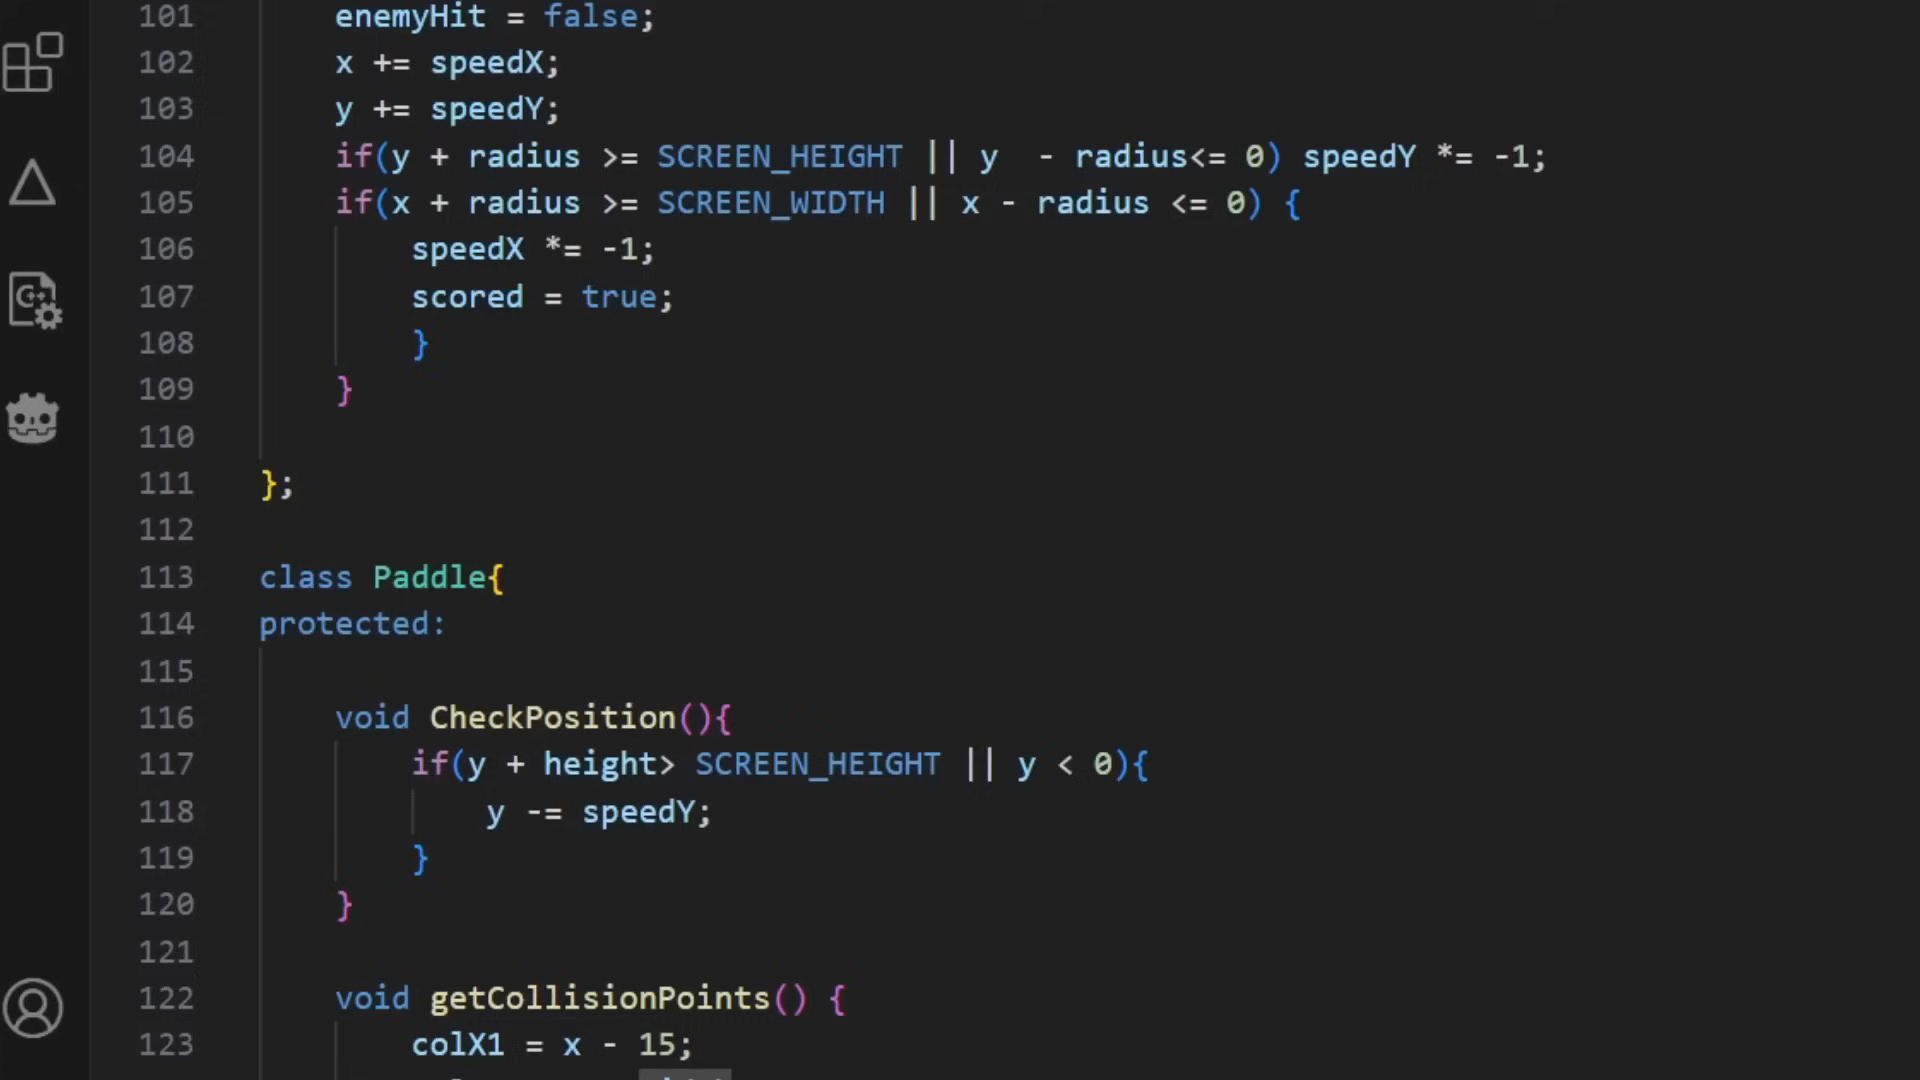 101 enemyHit = false;
102 x += speedX;
103 y += speedY;
104 if(y + radius >= SCREEN_HEIGHT || y  - radius<= 0) speedY *= -1;
105 if(x + radius >= SCREEN_WIDTH || x - radius <= 0) {
106 speedX *= -1;
107 scored = true;
108 }
109 }
110
111 };
112
113 class Paddle{
114 protected:
115
116 void CheckPosition(){
117 if(y + height> SCREEN_HEIGHT || y < 0){
118 y -= speedY;
119 }
120 }
121
122 void getCollisionPoints() {
123 colX1 = x - 15;